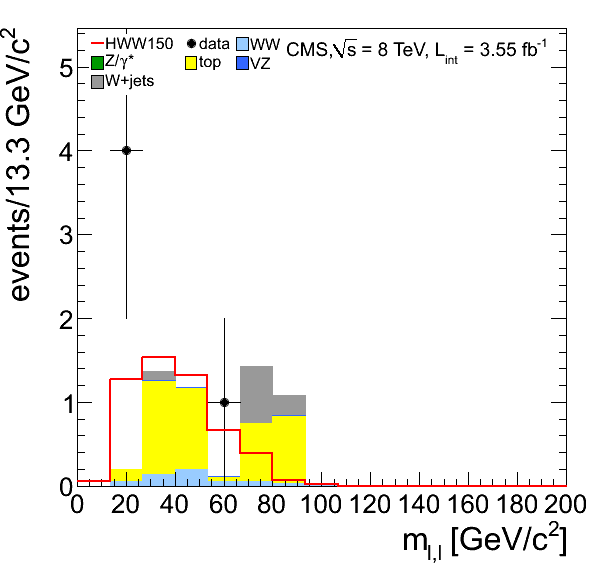 HWW150 data WW CMS,√s = 8 TeV, L_int = 3.55 fb⁻¹
Z/γ* top VZ
W+jets
events/13.3 GeV/c²
5
4
3
2
1
0
0 20 40 60 80 100 120 140 160 180 200
m_l,l [GeV/c²]